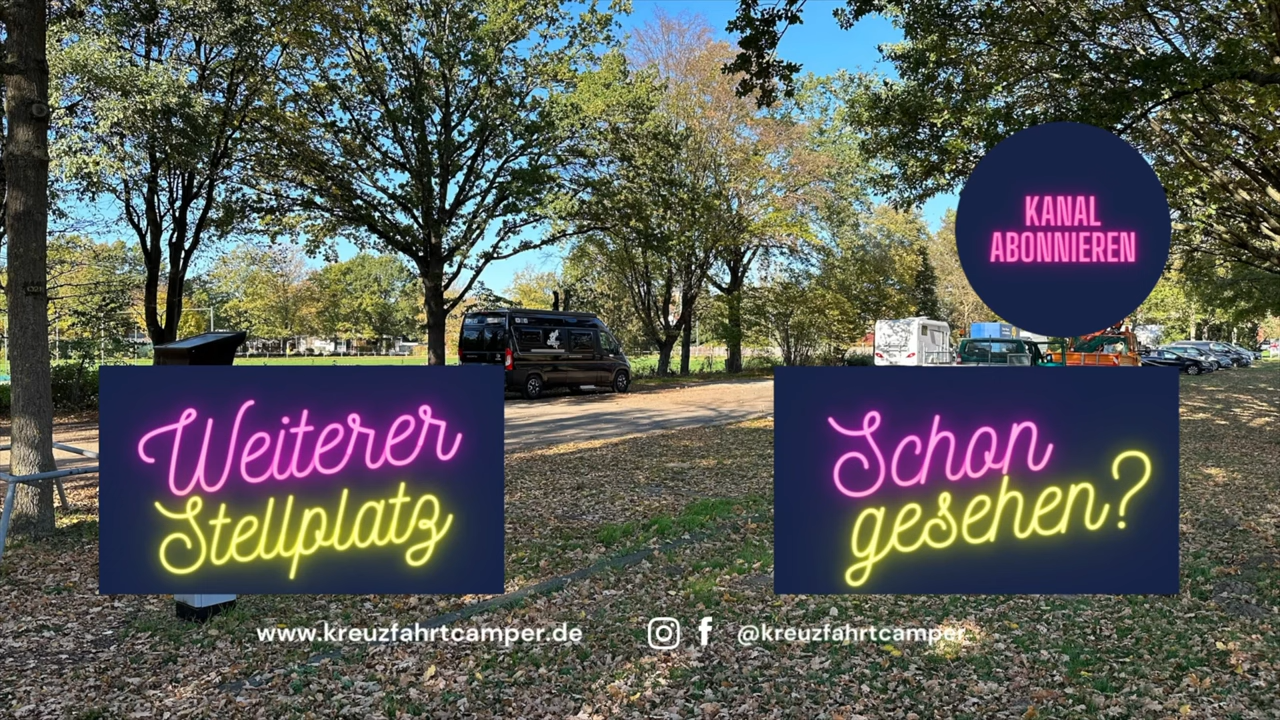 KANAL
ABONNIEREN
Weiterer
Stellplatz
Schon
gesehen?
www.kreuzfahrtcamper.de
@kreuzfahrtcamper